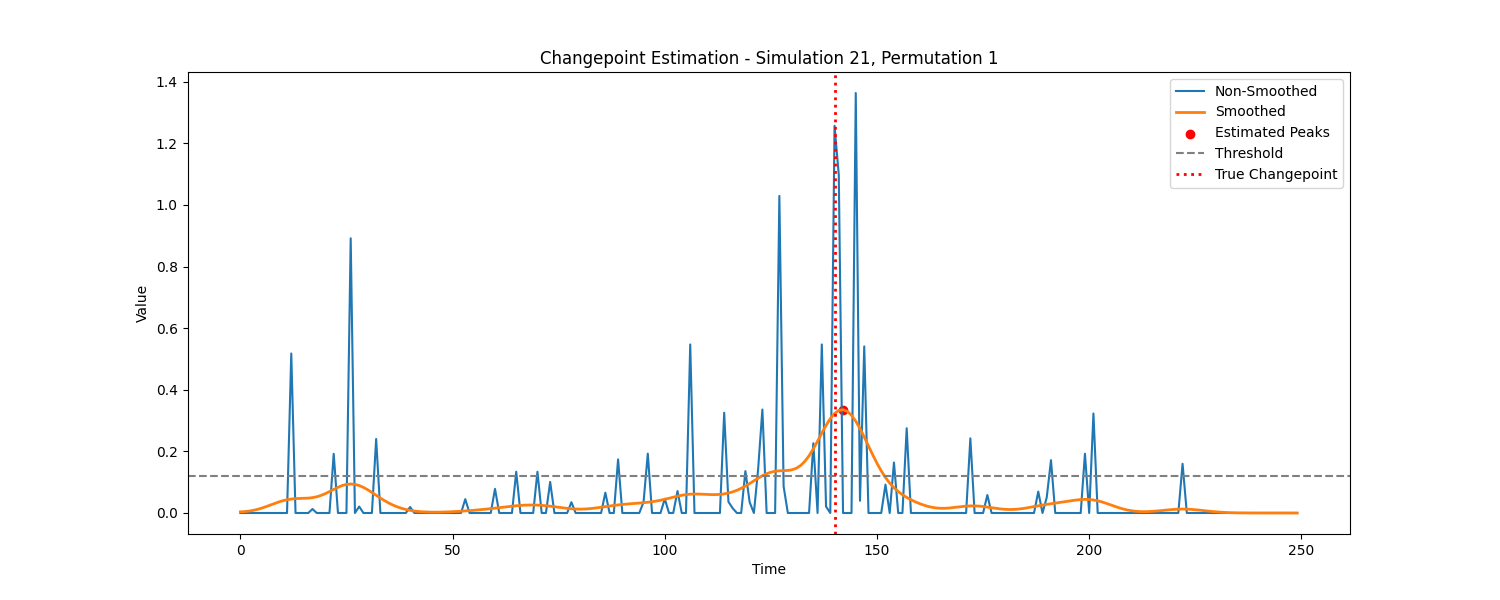 Changepoint Estimation - Simulation 21, Permutation 1
1.4
1.2
1.0
0.8
0.6
0.4
0.2
0.0
Value
Non-Smoothed
Smoothed
Estimated Peaks
Threshold
True Changepoint
0 50 100 150 200 250
Time